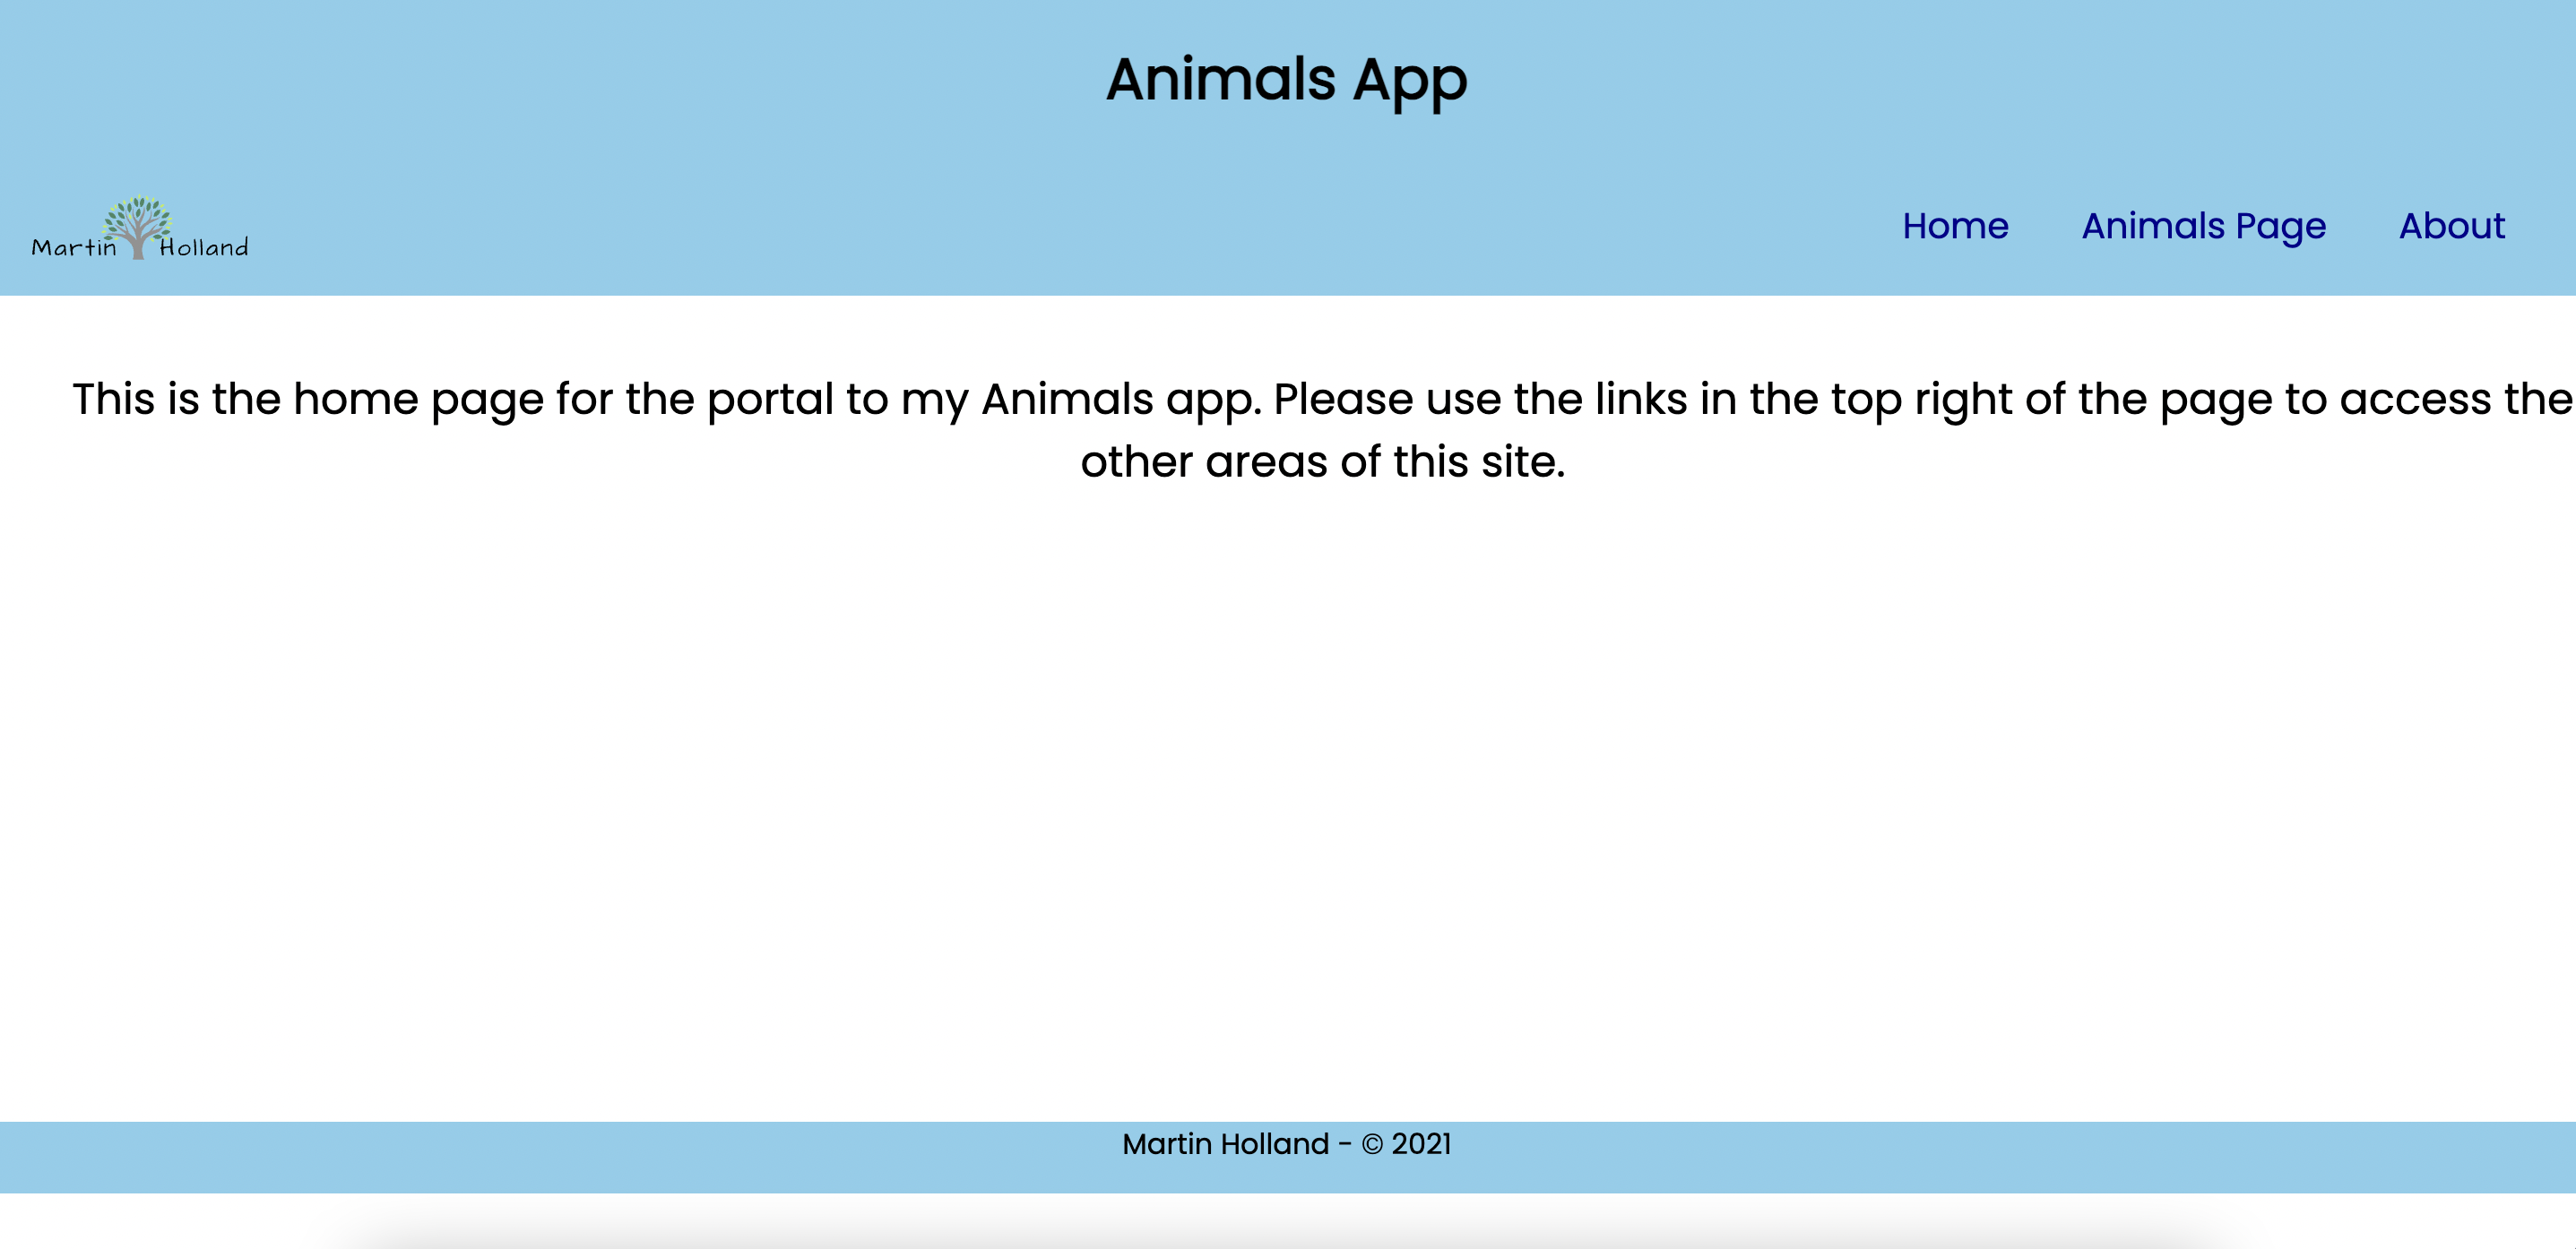 Animals App
Martin Holland
Home Animals Page About
This is the home page for the portal to my Animals app. Please use the links in the top right of the page to access the
other areas of this site.
Martin Holland - © 2021